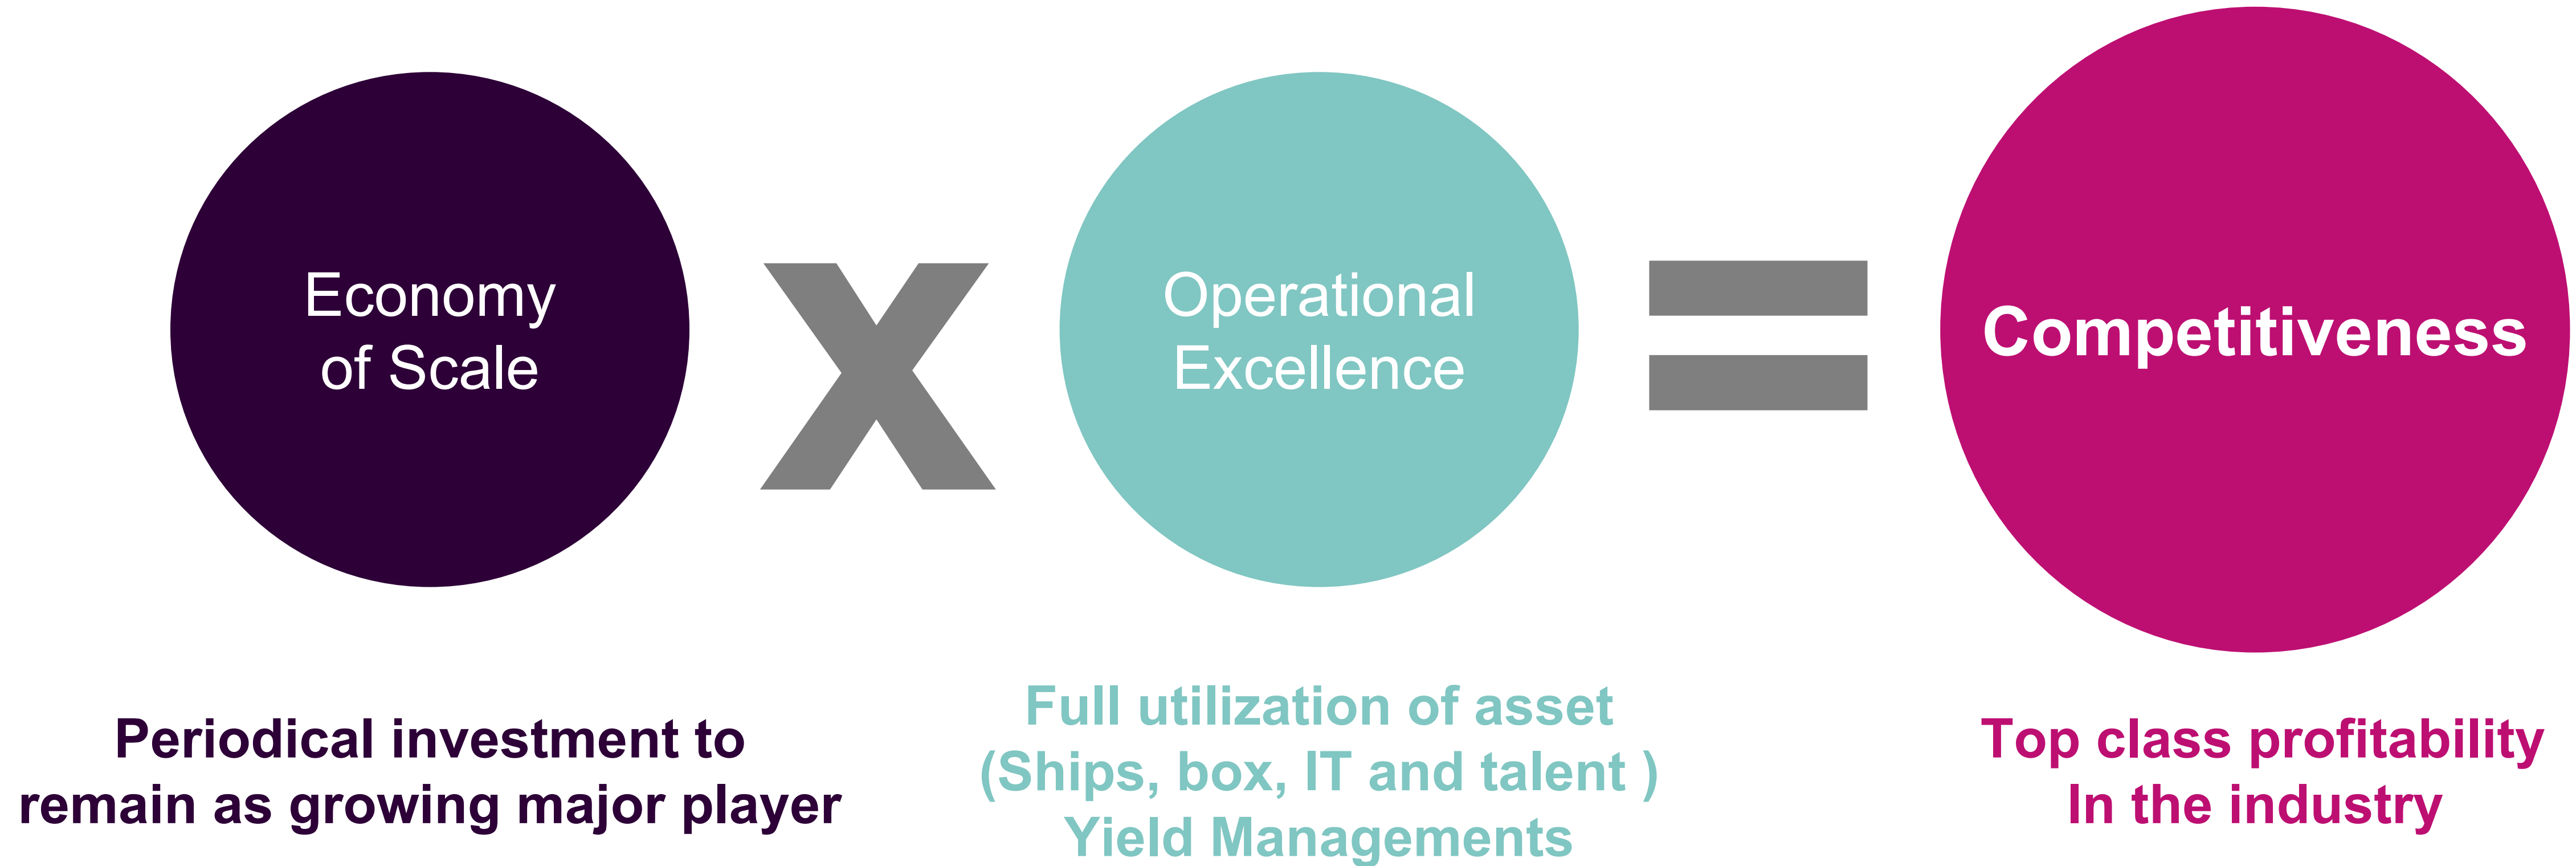 Economy
of Scale
x
Operational
Excellence
=
Competitiveness
Periodical investment to
remain as growing major player
Full utilization of asset
(Ships, box, IT and talent )
Yield Managements
Top class profitability
In the industry